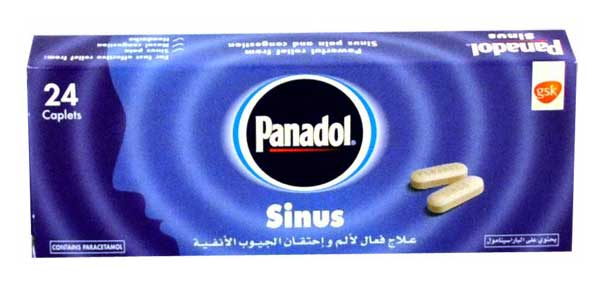 Panadol
Sinus
Powerful relief from
Sinus pain and congestion
For fast effective relief from:
Sinus pain
Nasal congestion
Headache
24
Caplets
gsk
Panadol®
Sinus
علاج فعال لألم و إحتقان الجيوب الأنفية
CONTAINS PARACETAMOL
يحتوي على الباراسيتامول